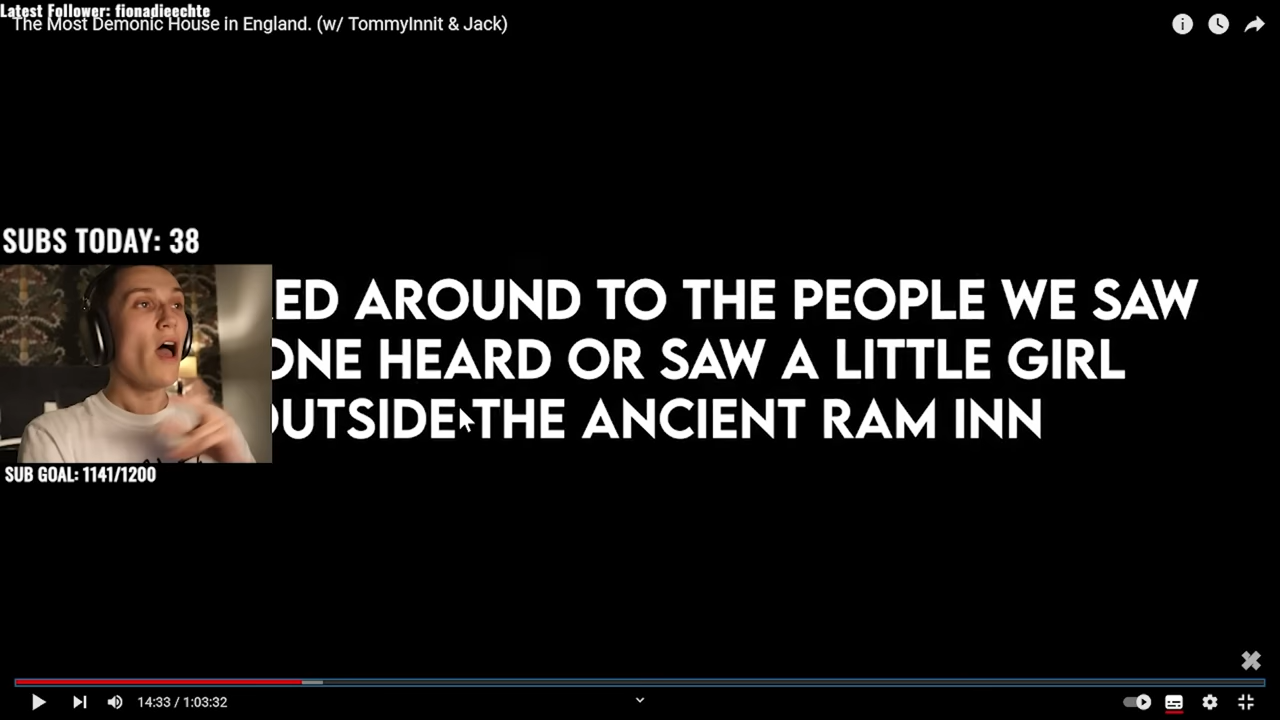 Latest Follower: fionadieechte
The Most Demonic House in England. (w/ TommyInnit & Jack)
SUBS TODAY: 38
ED AROUND TO THE PEOPLE WE SAW
ONE HEARD OR SAW A LITTLE GIRL
OUTSIDE THE ANCIENT RAM INN
SUB GOAL: 1141/1200
14:33 / 1:03:32